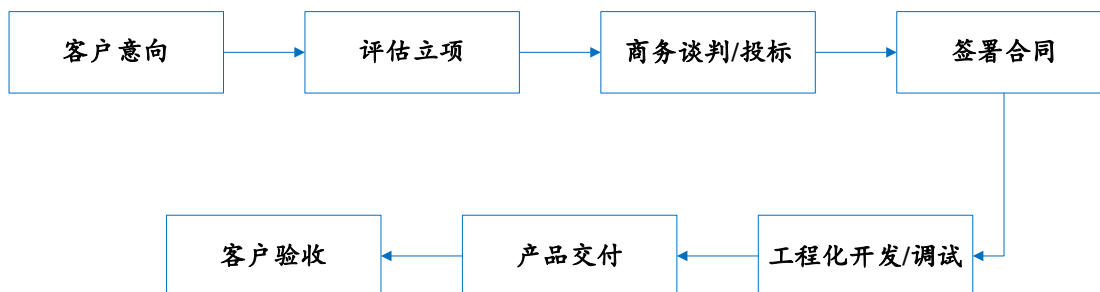 客户意向
评估立项
商务谈判/投标
签署合同
工程化开发/调试
产品交付
客户验收